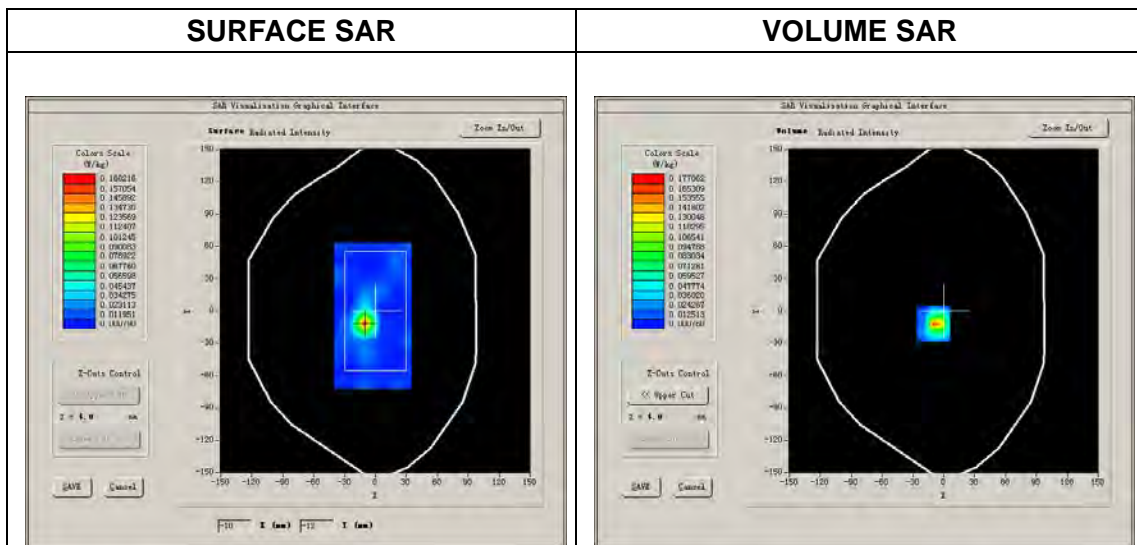 SURFACE SAR
VOLUME SAR
SAR Visualisation Graphical Interface
Surface Radiated Intensity
Zoom In/Out
Colors Scale
(W/kg)
0.168216
0.157054
0.145892
0.134730
0.123569
0.112407
0.101245
0.090083
0.078922
0.067760
0.056598
0.045437
0.034275
0.023113
0.011951
0.000790
150
120
90
60
30
0
-30
-60
-90
-120
-150
Y
-150 -120 -90 -60 -30 0 30 60 90 120 150
X
Z-Cuts Control
Z = 4.0 mm
SAVE
Cancel
-10 X (mm) -12 Y (mm)
SAR Visualisation Graphical Interface
Volume Radiated Intensity
Zoom In/Out
Colors Scale
(W/kg)
0.177062
0.165309
0.153555
0.141802
0.130048
0.118295
0.106541
0.094788
0.083034
0.071281
0.059527
0.047774
0.036020
0.024267
0.012513
0.000760
150
120
90
60
30
0
-30
-60
-90
-120
-150
Y
-150 -120 -90 -60 -30 0 30 60 90 120 150
X
Z-Cuts Control
<< Upper Cut
Z = 4.0 mm
SAVE
Cancel